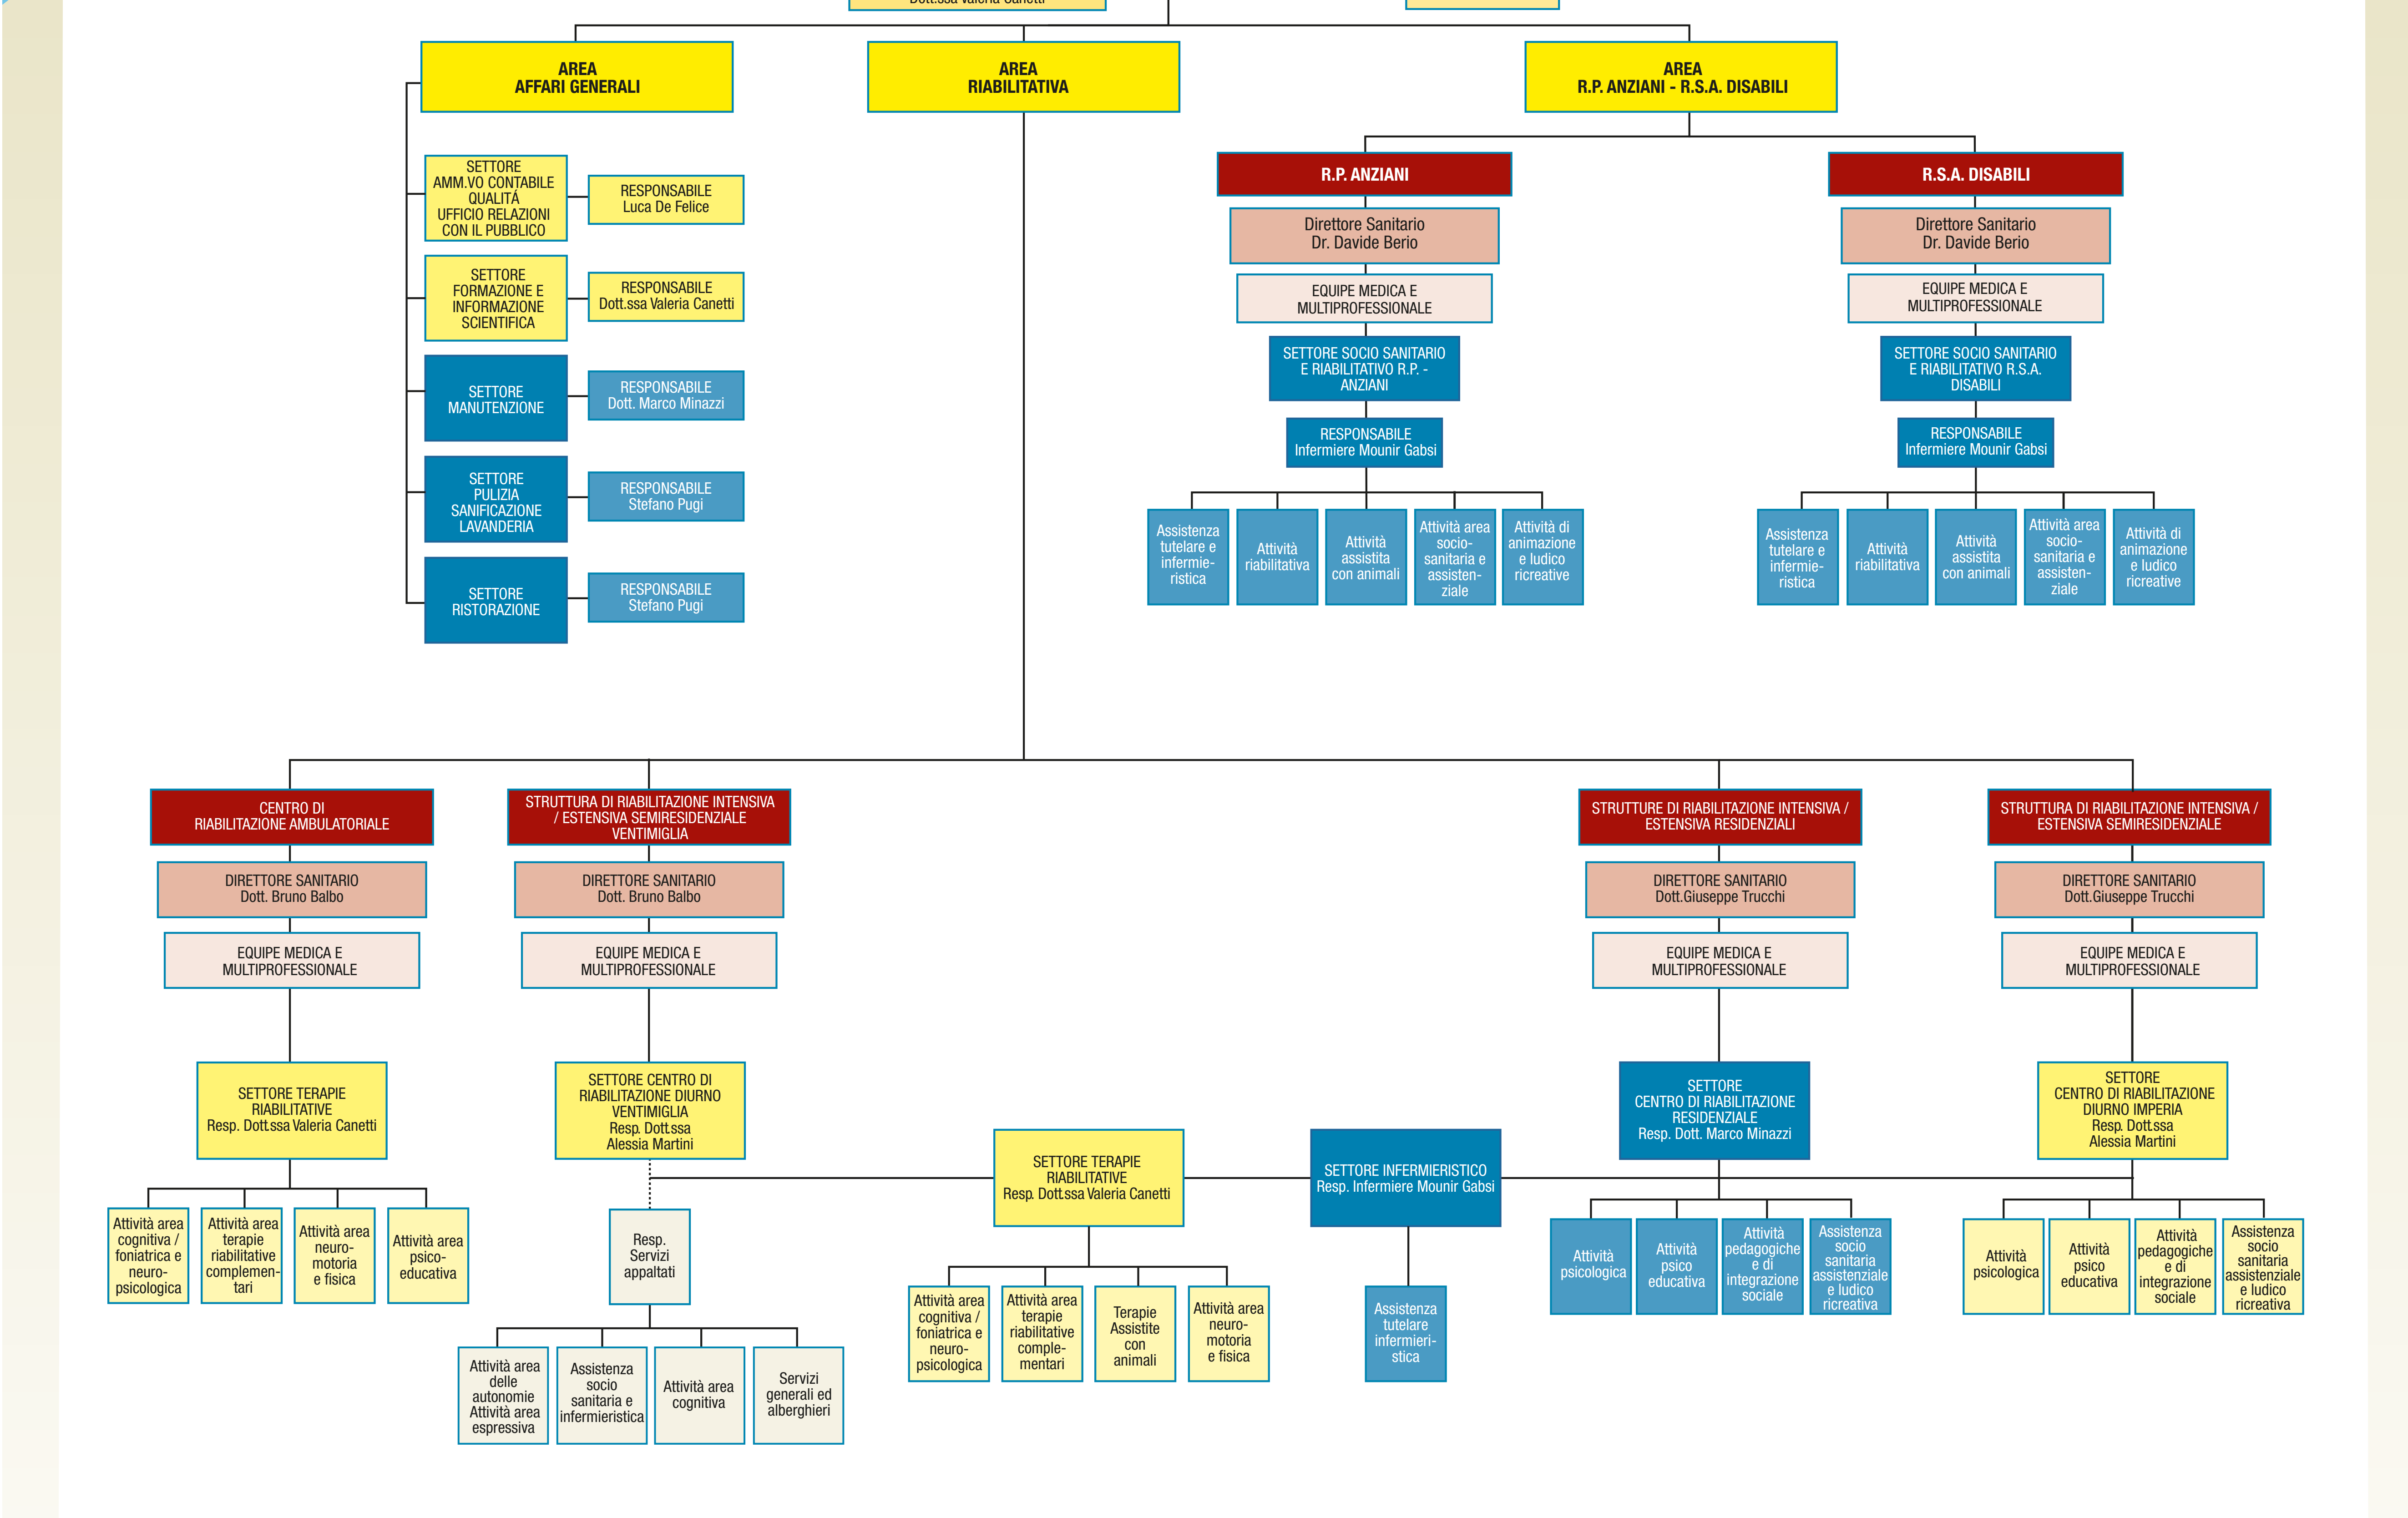 Dott.ssa Valeria Canetti
AREA
AFFARI GENERALI
AREA
RIABILITATIVA
AREA
R.P. ANZIANI - R.S.A. DISABILI
SETTORE
AMM.VO CONTABILE
QUALITÁ
UFFICIO RELAZIONI
CON IL PUBBLICO
RESPONSABILE
Luca De Felice
SETTORE
FORMAZIONE E
INFORMAZIONE
SCIENTIFICA
RESPONSABILE
Dott.ssa Valeria Canetti
SETTORE
MANUTENZIONE
RESPONSABILE
Dott. Marco Minazzi
SETTORE
PULIZIA
SANIFICAZIONE
LAVANDERIA
RESPONSABILE
Stefano Pugi
SETTORE
RISTORAZIONE
RESPONSABILE
Stefano Pugi
R.P. ANZIANI
Direttore Sanitario
Dr. Davide Berio
EQUIPE MEDICA E
MULTIPROFESSIONALE
SETTORE SOCIO SANITARIO
E RIABILITATIVO R.P. -
ANZIANI
RESPONSABILE
Infermiere Mounir Gabsi
Assistenza
tutelare e
infermie-
ristica
Attività
riabilitativa
Attività
assistita
con animali
Attività area
socio-
sanitaria e
assisten-
ziale
Attività di
animazione
e ludico
ricreative
R.S.A. DISABILI
Direttore Sanitario
Dr. Davide Berio
EQUIPE MEDICA E
MULTIPROFESSIONALE
SETTORE SOCIO SANITARIO
E RIABILITATIVO R.S.A.
DISABILI
RESPONSABILE
Infermiere Mounir Gabsi
Assistenza
tutelare e
infermie-
ristica
Attività
riabilitativa
Attività
assistita
con animali
Attività area
socio-
sanitaria e
assisten-
ziale
Attività di
animazione
e ludico
ricreative
CENTRO DI
RIABILITAZIONE AMBULATORIALE
DIRETTORE SANITARIO
Dott. Bruno Balbo
EQUIPE MEDICA E
MULTIPROFESSIONALE
SETTORE TERAPIE
RIABILITATIVE
Resp. Dott.ssa Valeria Canetti
Attività area
cognitiva /
foniatrica e
neuro-
psicologica
Attività area
terapie
riabilitative
complemen-
tari
Attività area
neuro-
motoria
e fisica
Attività area
psico-
educativa
STRUTTURA DI RIABILITAZIONE INTENSIVA
/ ESTENSIVA SEMIRESIDENZIALE
VENTIMIGLIA
DIRETTORE SANITARIO
Dott. Bruno Balbo
EQUIPE MEDICA E
MULTIPROFESSIONALE
SETTORE CENTRO DI
RIABILITAZIONE DIURNO
VENTIMIGLIA
Resp. Dott.ssa
Alessia Martini
Resp.
Servizi
appaltati
Attività area
delle
autonomie
Attività area
espressiva
Assistenza
socio
sanitaria e
infermieristica
Attività area
cognitiva
Servizi
generali ed
alberghieri
SETTORE TERAPIE
RIABILITATIVE
Resp. Dott.ssa Valeria Canetti
Attività area
cognitiva /
foniatrica e
neuro-
psicologica
Attività area
terapie
riabilitative
comple-
mentari
Terapie
Assistite
con
animali
Attività area
neuro-
motoria
e fisica
SETTORE INFERMIERISTICO
Resp. Infermiere Mounir Gabsi
Assistenza
tutelare
infermieri-
stica
STRUTTURE DI RIABILITAZIONE INTENSIVA /
ESTENSIVA RESIDENZIALI
DIRETTORE SANITARIO
Dott.Giuseppe Trucchi
EQUIPE MEDICA E
MULTIPROFESSIONALE
SETTORE
CENTRO DI RIABILITAZIONE
RESIDENZIALE
Resp. Dott. Marco Minazzi
Attività
psicologica
Attività
psico
educativa
Attività
pedagogiche
e di
integrazione
sociale
Assistenza
socio
sanitaria
assistenziale
e ludico
ricreativa
STRUTTURA DI RIABILITAZIONE INTENSIVA /
ESTENSIVA SEMIRESIDENZIALE
DIRETTORE SANITARIO
Dott.Giuseppe Trucchi
EQUIPE MEDICA E
MULTIPROFESSIONALE
SETTORE
CENTRO DI RIABILITAZIONE
DIURNO IMPERIA
Resp. Dott.ssa
Alessia Martini
Attività
psicologica
Attività
psico
educativa
Attività
pedagogiche
e di
integrazione
sociale
Assistenza
socio
sanitaria
assistenziale
e ludico
ricreativa